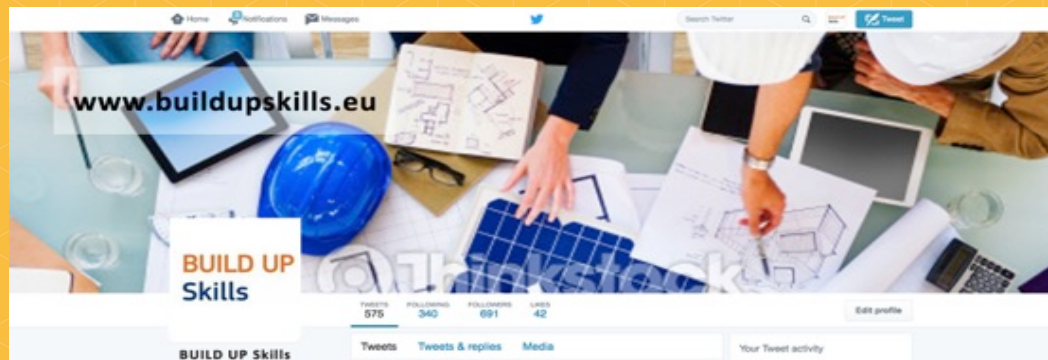 Home Notifications Messages Search Twitter Tweet
www.buildupskills.eu
Thinkstock
BUILD UP
Skills
TWEETS FOLLOWING FOLLOWERS LIKES
575 340 691 42
Edit profile
BUILD UP Skills
Tweets Tweets & replies Media
Your Tweet activity